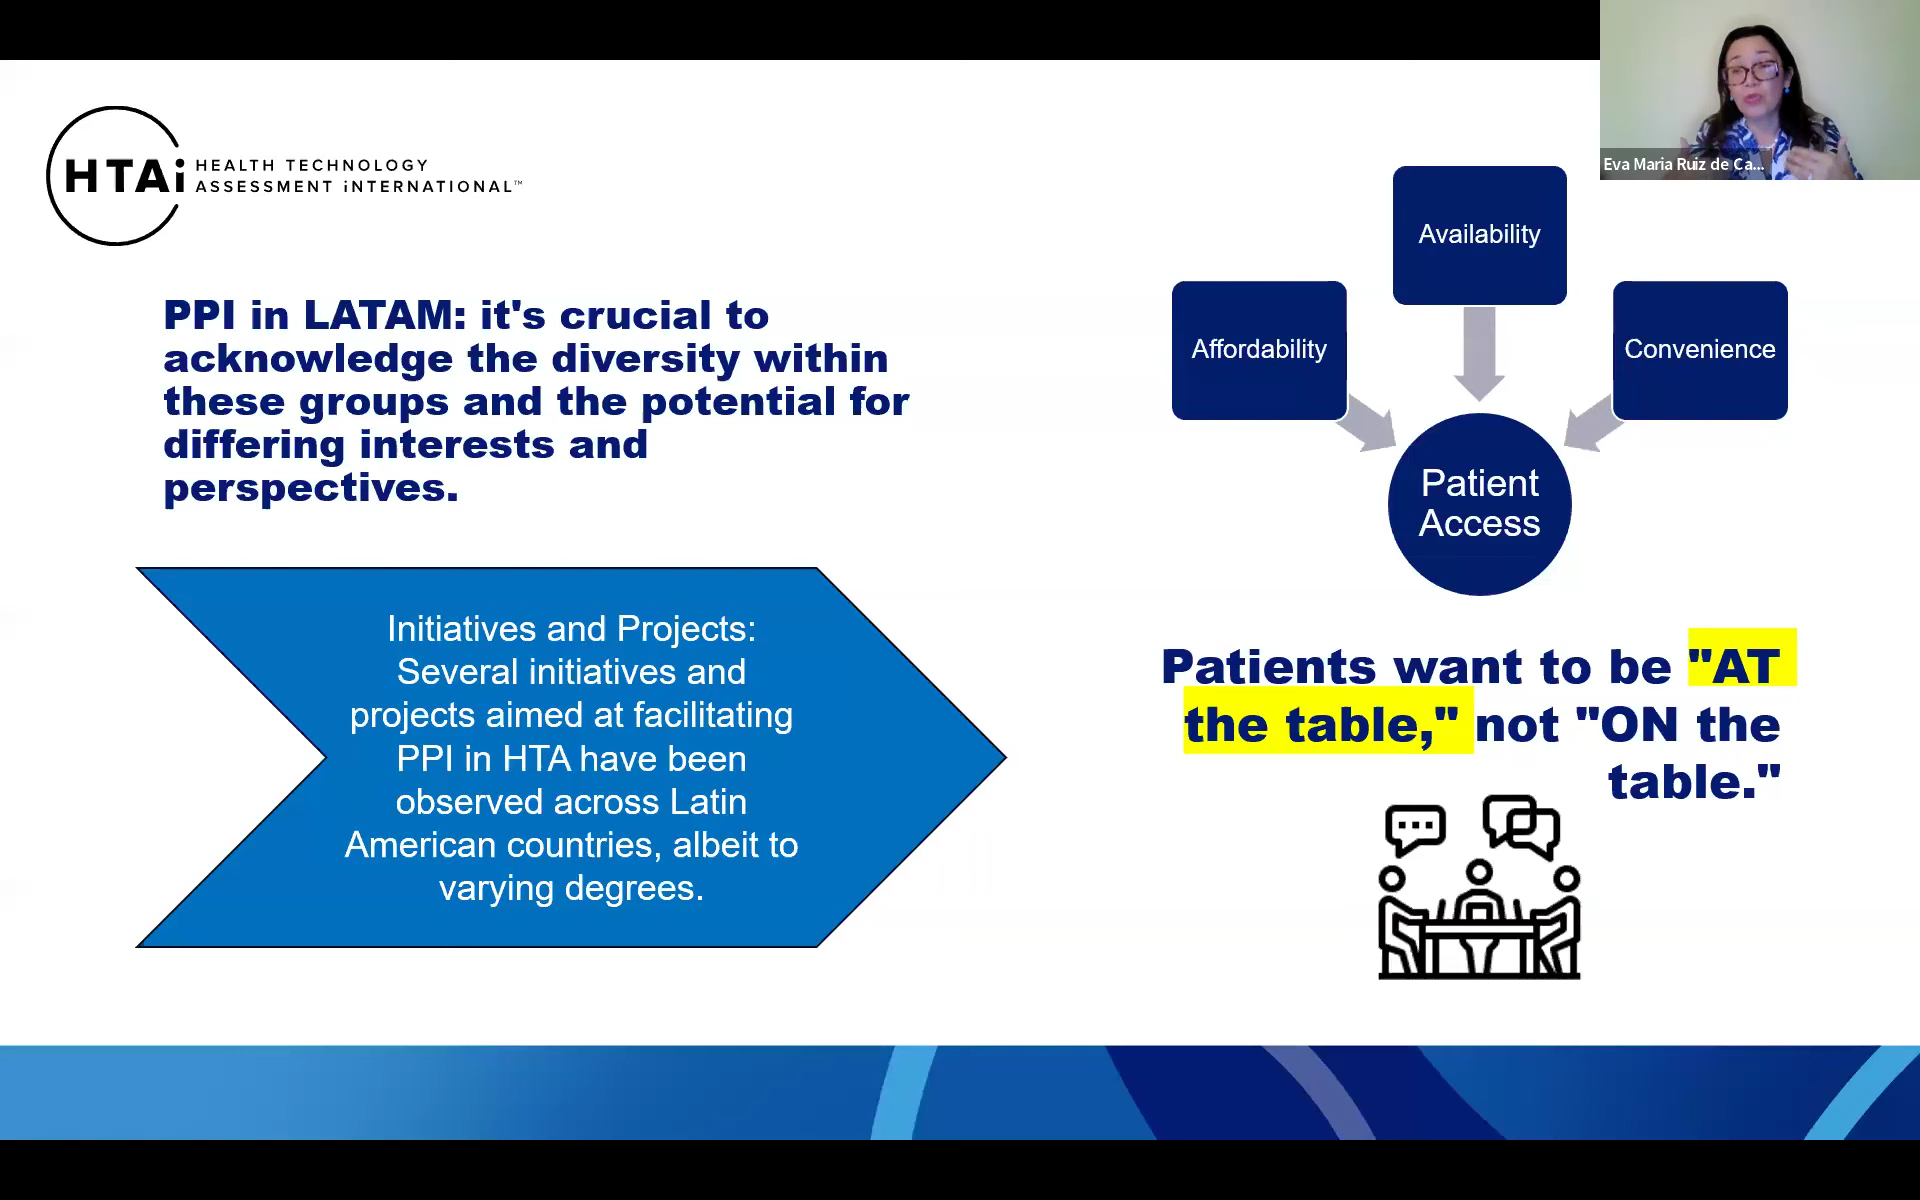 HTAi
HEALTH TECHNOLOGY
ASSESSMENT iNTERNATIONAL™
PPI in LATAM: it's crucial to
acknowledge the diversity within
these groups and the potential for
differing interests and
perspectives.
Initiatives and Projects:
Several initiatives and
projects aimed at facilitating
PPI in HTA have been
observed across Latin
American countries, albeit to
varying degrees.
Eva Maria Ruiz de Ca...
Availability
Affordability
Convenience
Patient
Access
Patients want to be "AT
the table," not "ON the
table."